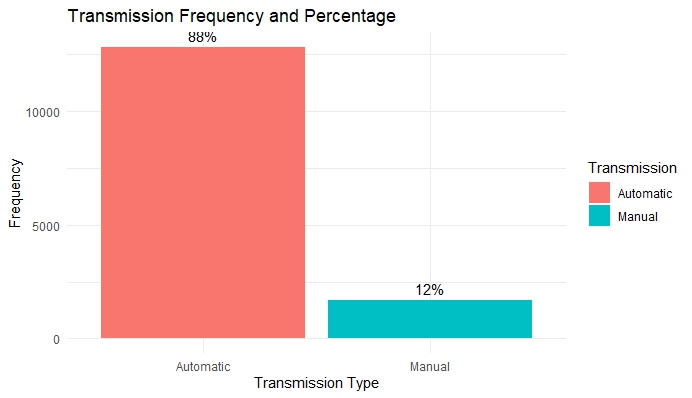 Transmission Frequency and Percentage
88%
10000
5000
0
12%
Frequency
Automatic
Manual
Transmission Type
Transmission
Automatic
Manual